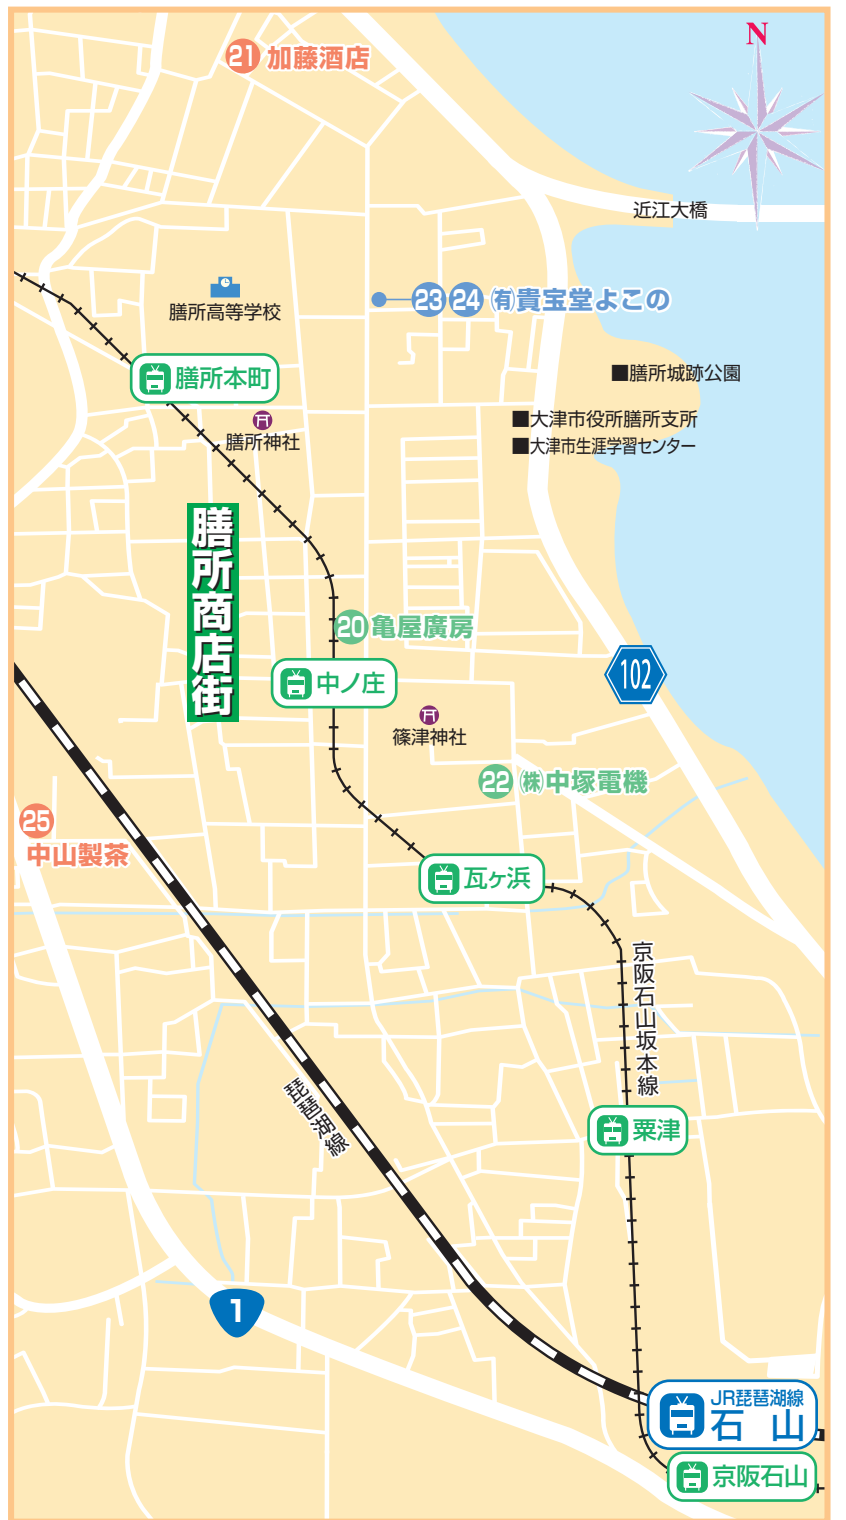 N
21 加藤酒店
近江大橋
膳所高等学校
23 24 ㈲貴宝堂よこの
膳所本町
■膳所城跡公園
膳所神社
■大津市役所膳所支所
■大津市生涯学習センター
膳所商店街
20 亀屋廣房
中ノ庄
102
篠津神社
22 ㈱中塚電機
25
中山製茶
瓦ヶ浜
京阪石山坂本線
琵琶湖線
粟津
1
JR琵琶湖線
石山
京阪石山